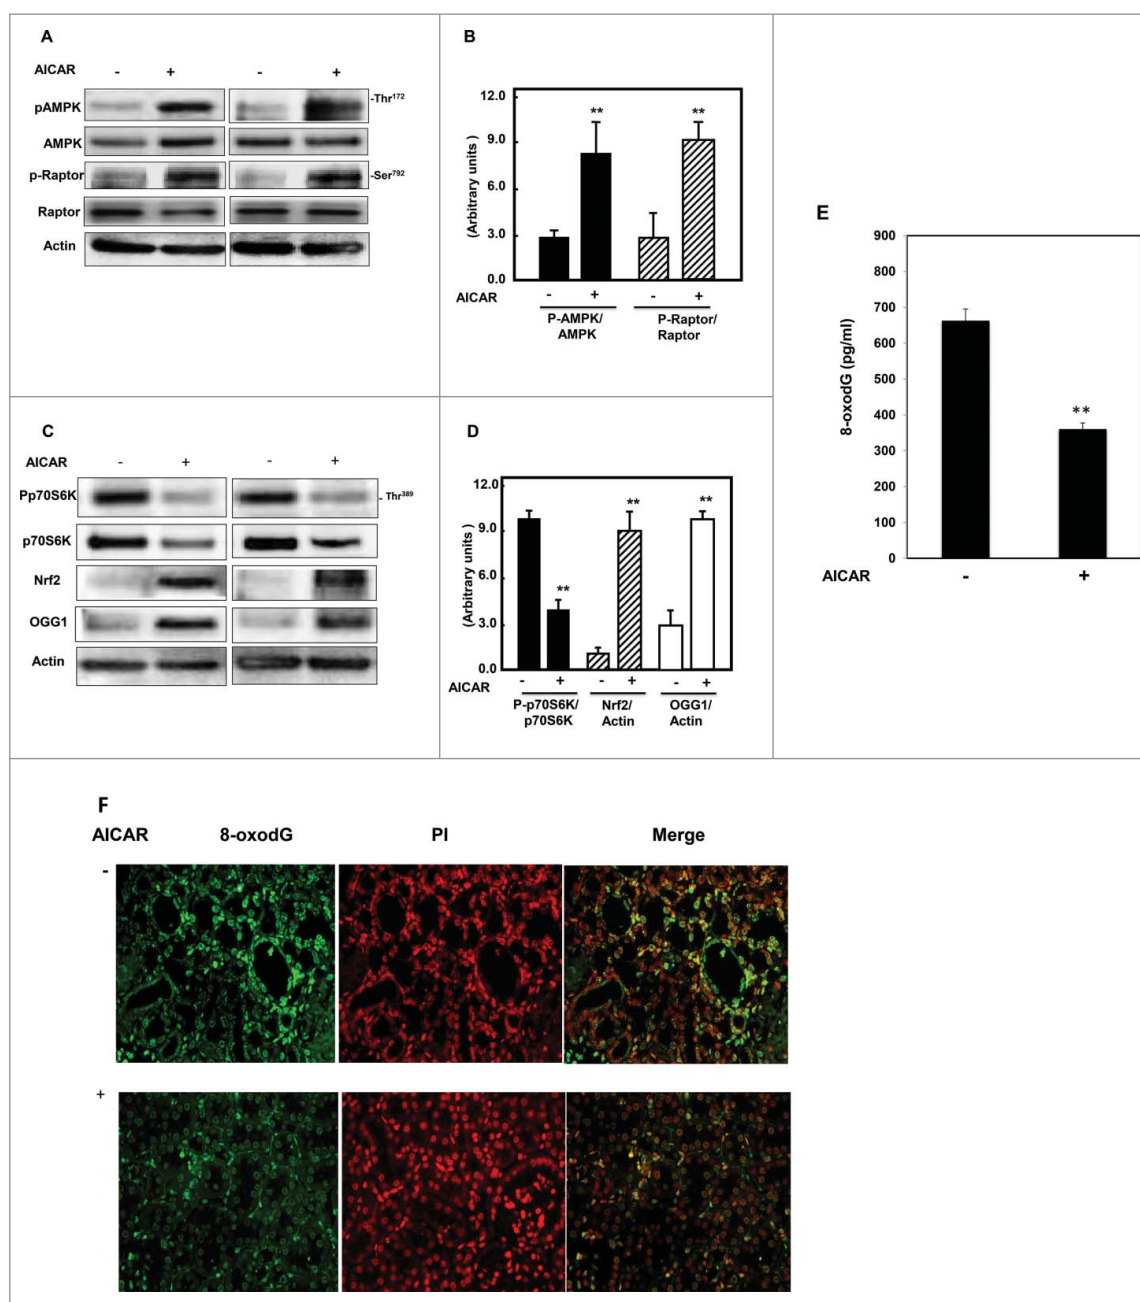 A
AICAR - + - +
pAMPK -Thr172
AMPK
p-Raptor -Ser792
Raptor
Actin
B
(Arbitrary units )
12.0
9.0
6.0
3.0
0.0
** **
AICAR - + - +
P-AMPK/ P-Raptor/
AMPK Raptor
C
AICAR - + - +
Pp70S6K - Thr389
p70S6K
Nrf2
OGG1
Actin
D
(Arbitrary units )
12.0
9.0
6.0
3.0
0.0
** ** **
AICAR - + - + - +
P-p70S6K/ Nrf2/ OGG1/
p70S6K Actin Actin
E
8-oxodG (pg/ml)
900
800
700
600
500
400
300
200
100
0
**
AICAR - +
F
AICAR 8-oxodG PI Merge
-
+